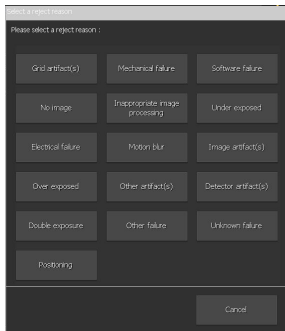 Select a reject reason
Please select a reject reason :
Grid artifact(s)
Mechanical failure
Software failure
No image
Inappropriate image
processing
Under exposed
Electrical failure
Motion blur
Image artifact(s)
Over exposed
Other artifact(s)
Detector artifact(s)
Double exposure
Other failure
Unknown failure
Positioning
Cancel